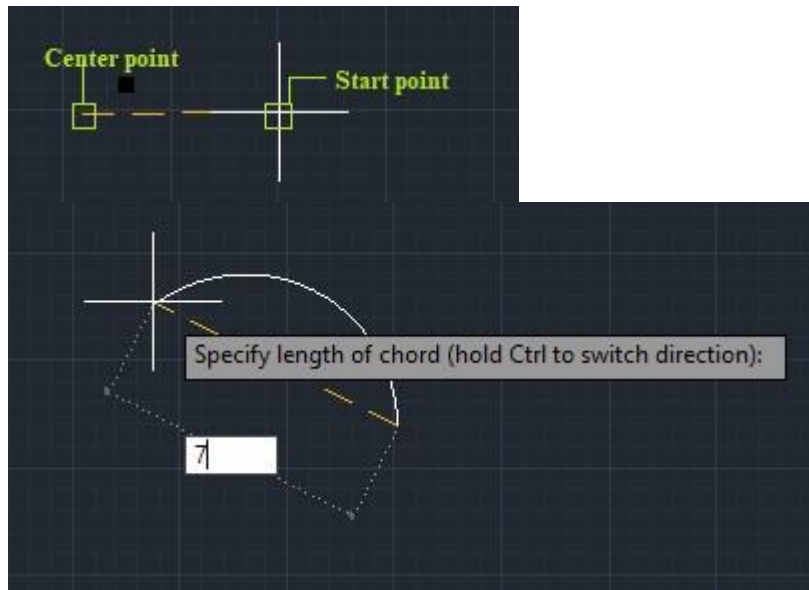 Center point
Start point
Specify length of chord (hold Ctrl to switch direction):
7